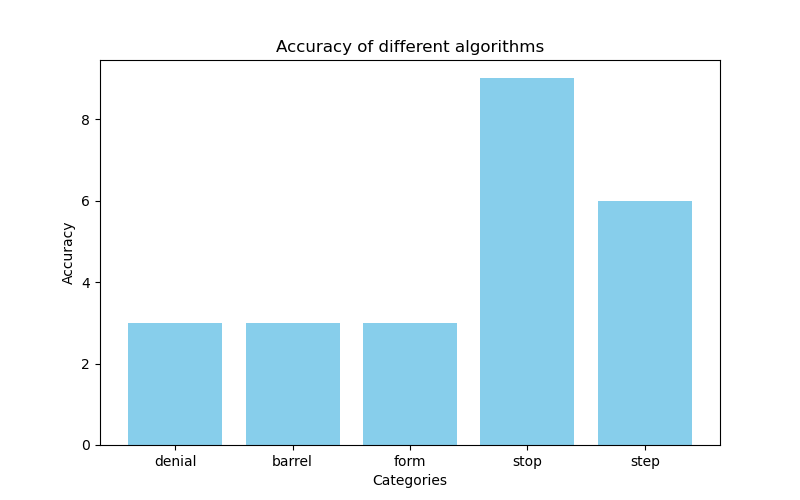 Accuracy of different algorithms
Accuracy
8
6
4
2
0
denial barrel form stop step
Categories